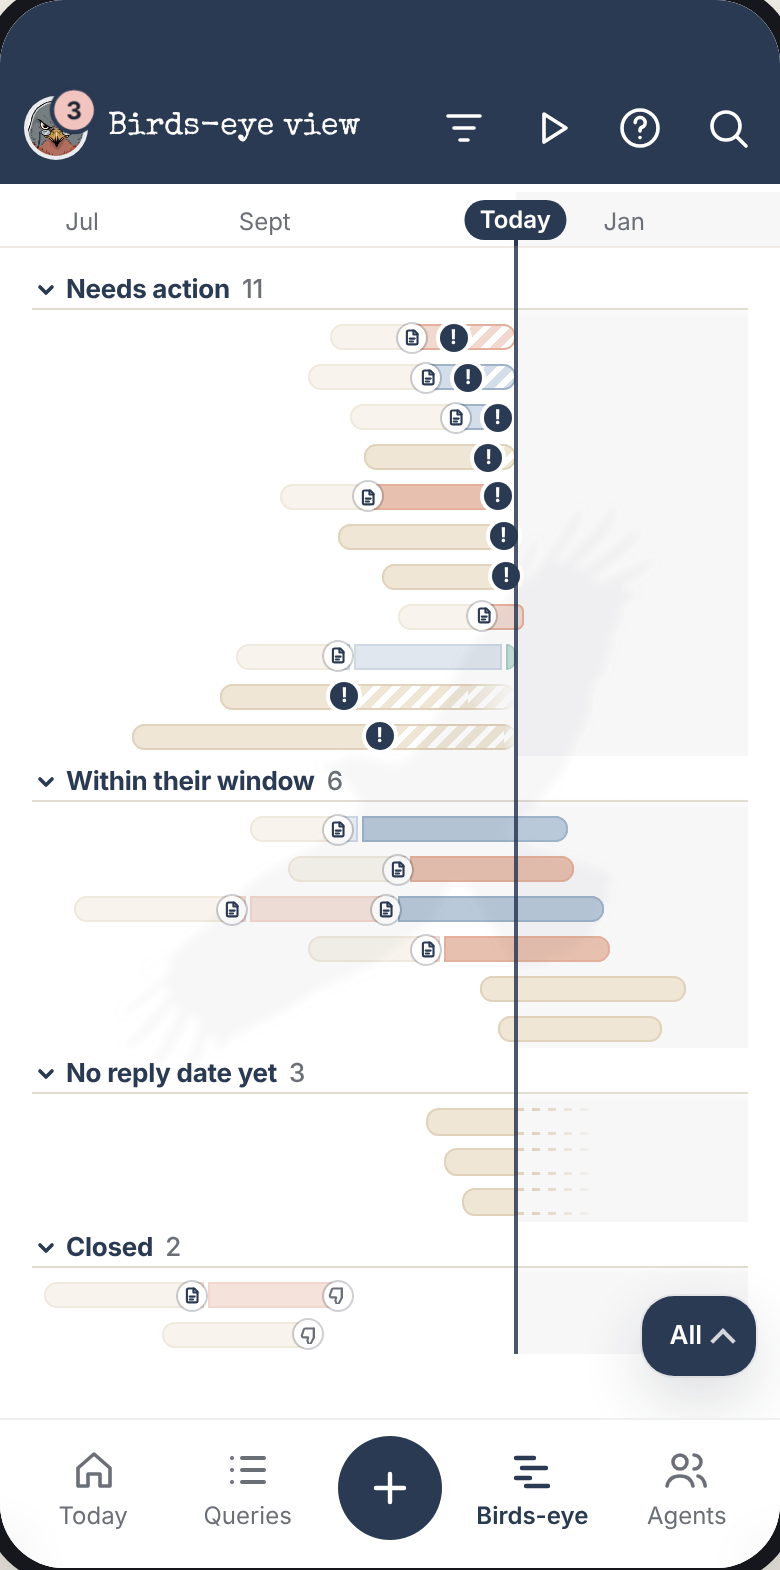 3
Birds-eye view
Jul Sept Today Jan
Needs action 11
Within their window 6
No reply date yet 3
Closed 2
All
Today Queries Birds-eye Agents